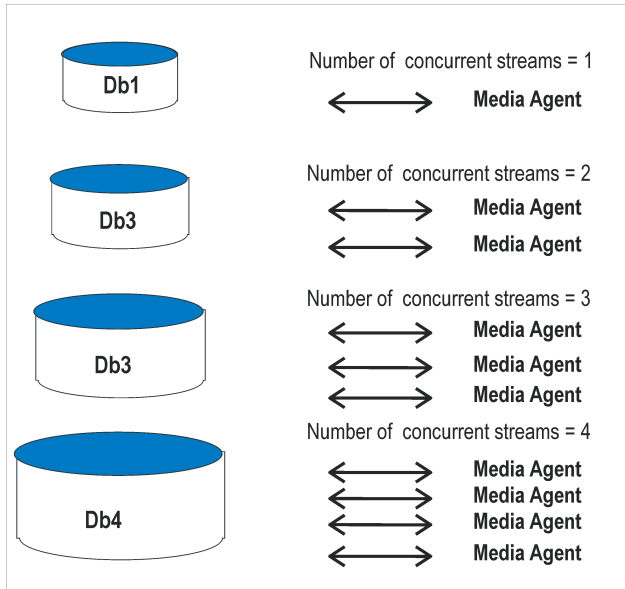 Number of concurrent streams = 1
Db1
Media Agent
Number of concurrent streams = 2
Db3
Media Agent
Media Agent
Number of concurrent streams = 3
Db3
Media Agent
Media Agent
Media Agent
Number of concurrent streams = 4
Db4
Media Agent
Media Agent
Media Agent
Media Agent